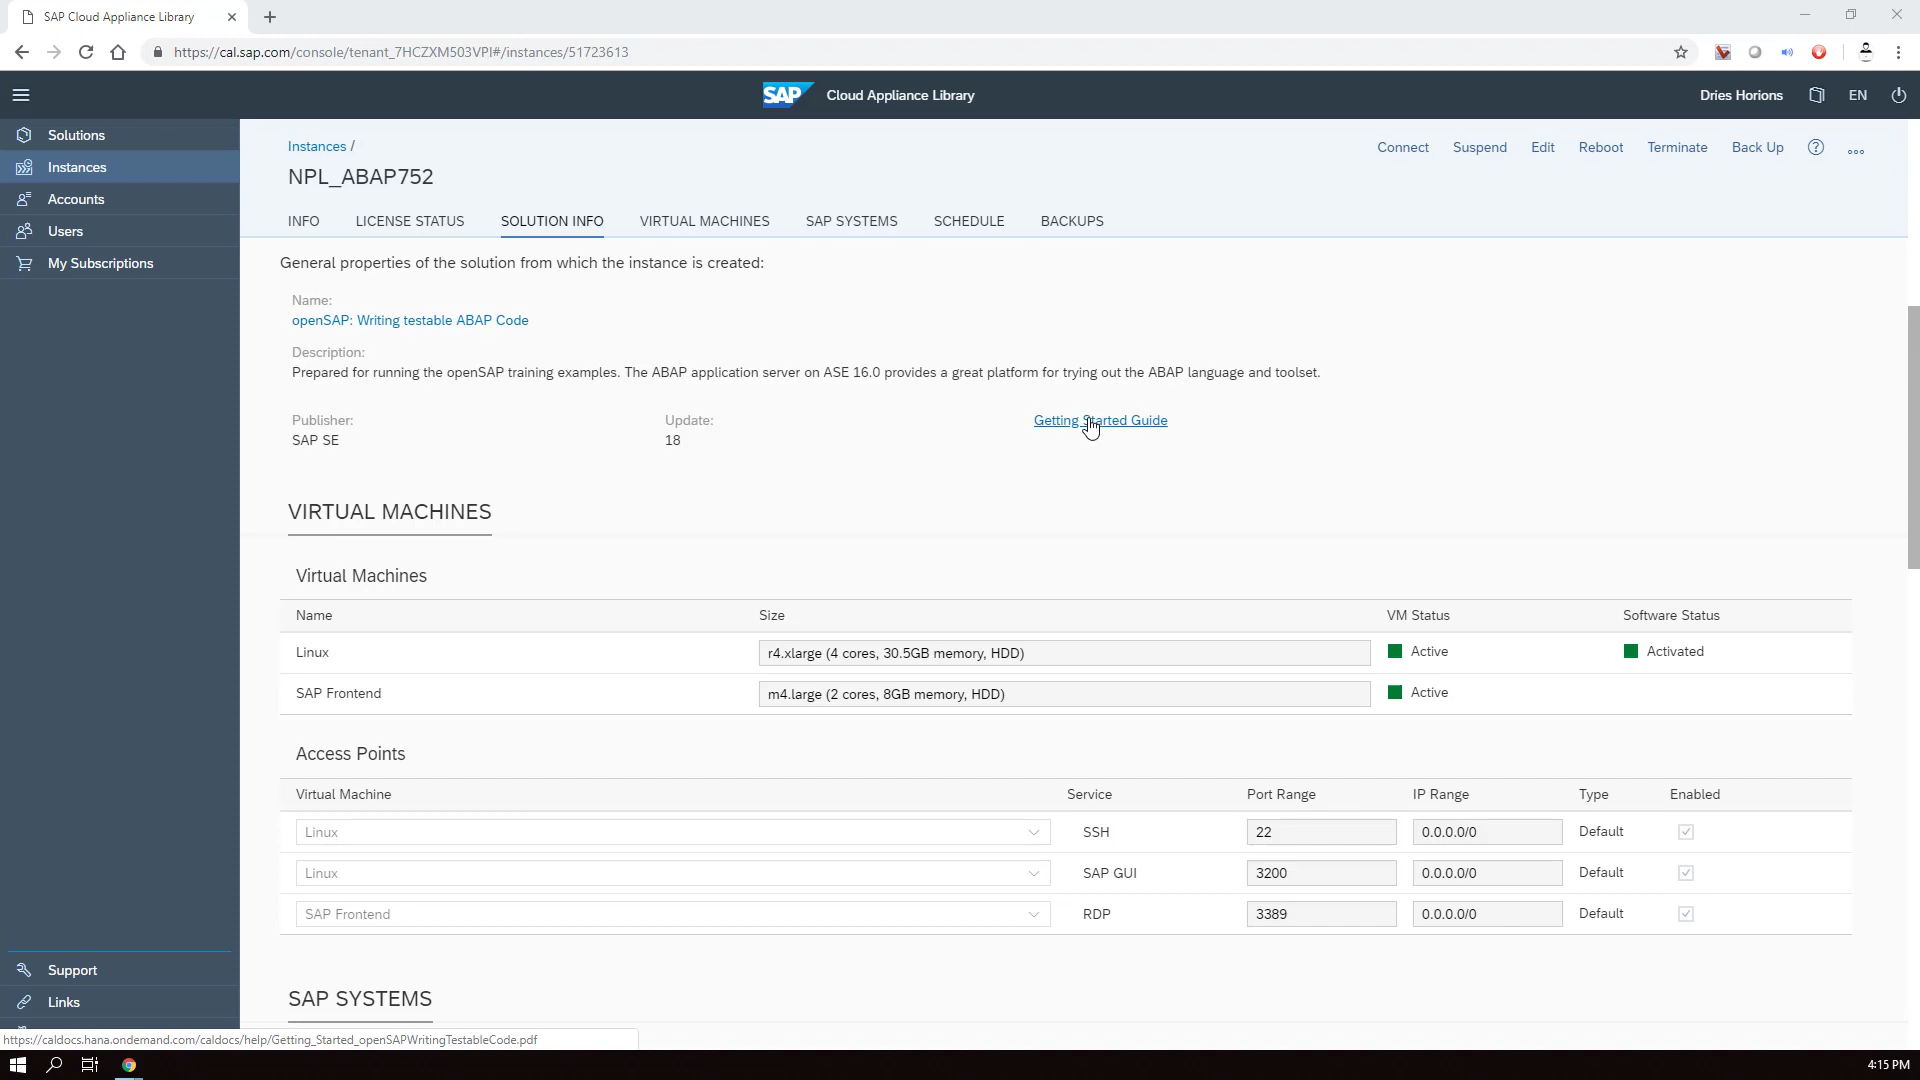 SAP Cloud Appliance Library
https://cal.sap.com/console/tenant_7HCZXM503VPI#/instances/51723613
SAP Cloud Appliance Library
Dries Horions EN
Solutions
Instances
Accounts
Users
My Subscriptions
Support
Links
Instances /
Connect Suspend Edit Reboot Terminate Back Up
NPL_ABAP752
INFO LICENSE STATUS SOLUTION INFO VIRTUAL MACHINES SAP SYSTEMS SCHEDULE BACKUPS
General properties of the solution from which the instance is created:
Name:
openSAP: Writing testable ABAP Code
Description:
Prepared for running the openSAP training examples. The ABAP application server on ASE 16.0 provides a great platform for trying out the ABAP language and toolset.
Publisher: Update: Getting Started Guide
SAP SE 18
VIRTUAL MACHINES
Virtual Machines
Name Size VM Status Software Status
Linux r4.xlarge (4 cores, 30.5GB memory, HDD) Active Activated
SAP Frontend m4.large (2 cores, 8GB memory, HDD) Active
Access Points
Virtual Machine Service Port Range IP Range Type Enabled
Linux SSH 22 0.0.0.0/0 Default
Linux SAP GUI 3200 0.0.0.0/0 Default
SAP Frontend RDP 3389 0.0.0.0/0 Default
SAP SYSTEMS
https://caldocs.hana.ondemand.com/caldocs/help/Getting_Started_openSAPWritingTestableCode.pdf
4:15 PM